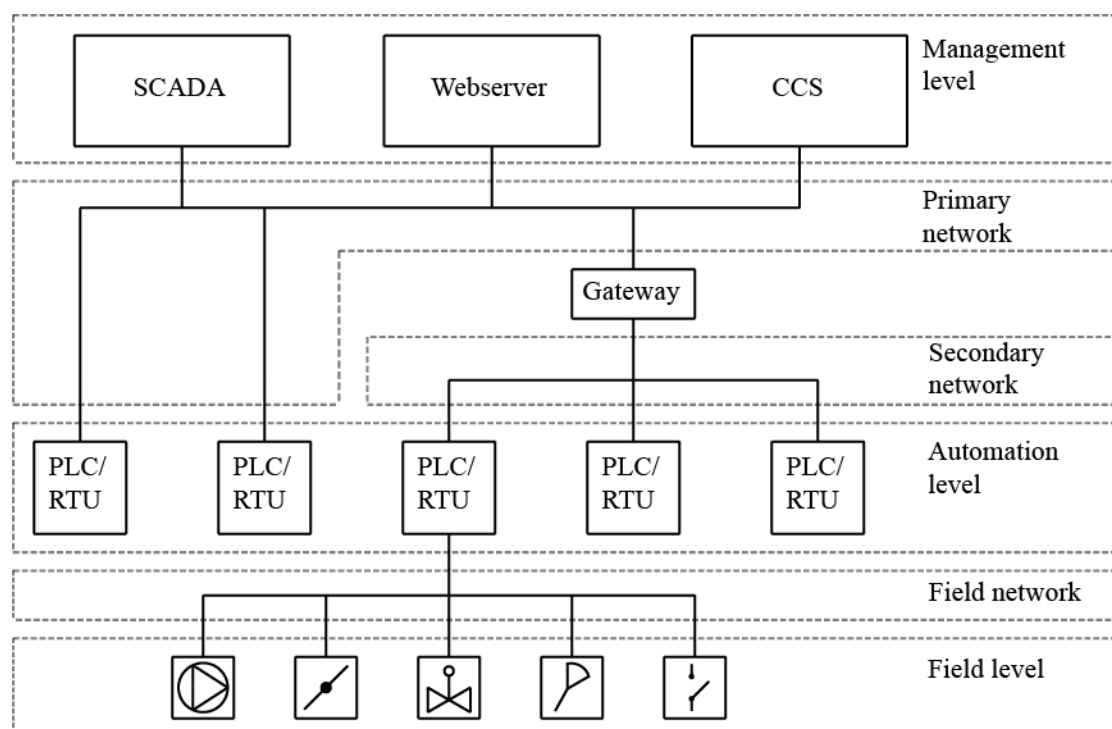 SCADA
Webserver
CCS
Management
level
Primary
network
Gateway
Secondary
network
PLC/
RTU
PLC/
RTU
PLC/
RTU
PLC/
RTU
PLC/
RTU
Automation
level
Field network
Field level